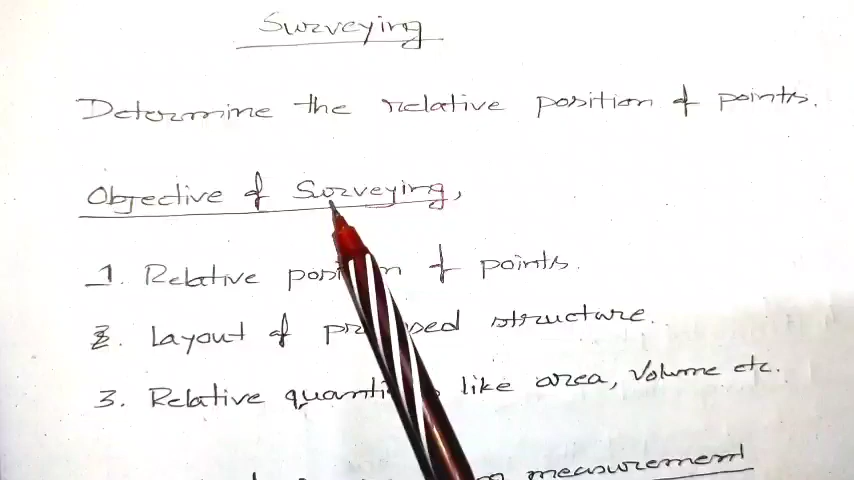 Surveying
Determine the relative position of points.
Objective of Surveying,
1. Relative position of points.
2. Layout of proposed structure.
3. Relative quantities like area, Volume etc.
measurement